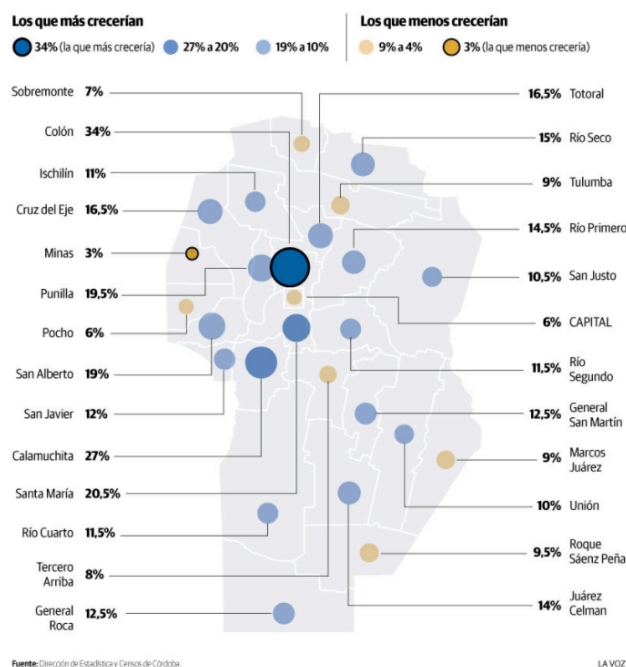 Los que más crecerían
34% (la que más crecería)
27% a 20%
19% a 10%
Los que menos crecerían
9% a 4%
3% (la que menos crecería)
Sobremonte 7%
Colón 34%
Ischilín 11%
Cruz del Eje 16,5%
Minas 3%
Punilla 19,5%
Pocho 6%
San Alberto 19%
San Javier 12%
Calamuchita 27%
Santa María 20,5%
Río Cuarto 11,5%
Tercero
Arriba 8%
General
Roca 12,5%
16,5% Totoral
15% Río Seco
9% Tulumba
14,5% Río Primero
10,5% San Justo
6% CAPITAL
11,5% Río
Segundo
12,5% General
San Martín
9% Marcos
Juárez
10% Unión
9,5% Roque
Sáenz Peña
14% Juárez
Celman
Fuente: Dirección de Estadística y Censos de Córdoba.
LA VOZ